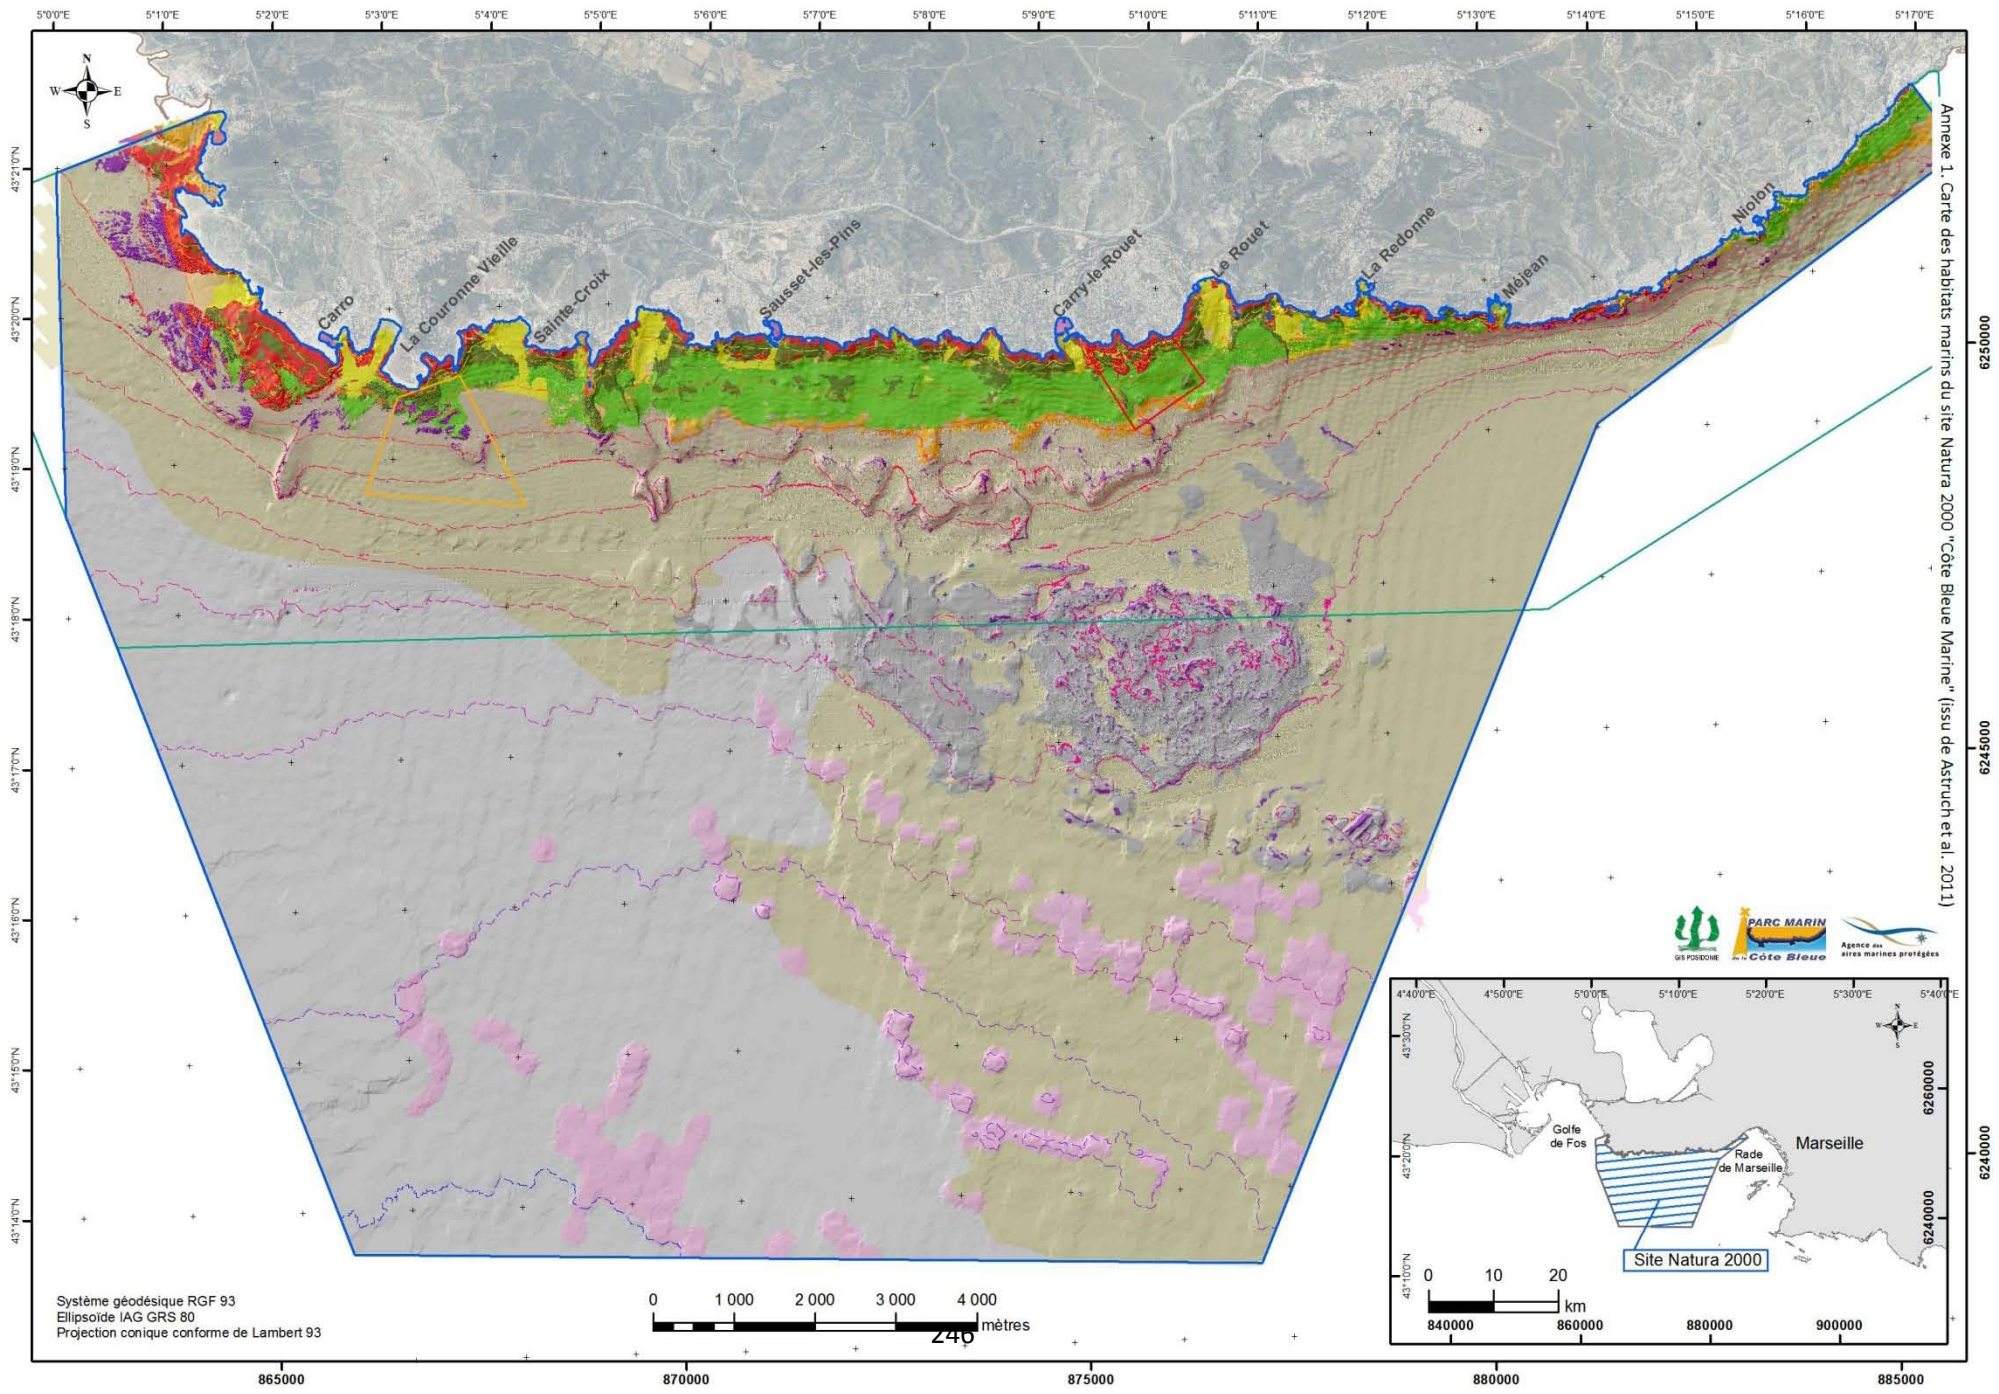 5°0'0"E 5°1'0"E 5°2'0"E 5°3'0"E 5°4'0"E 5°5'0"E 5°6'0"E 5°7'0"E 5°8'0"E 5°9'0"E 5°10'0"E 5°11'0"E 5°12'0"E 5°13'0"E 5°14'0"E 5°15'0"E 5°16'0"E 5°17'0"E
N
W E
S
43°21'0"N
43°20'0"N
43°19'0"N
43°18'0"N
43°17'0"N
43°16'0"N
43°15'0"N
43°14'0"N
Carro
La Couronne Vieille
Sainte-Croix
Sausset-les-Pins
Carry-le-Rouet
Le Rouet
La Redonne
Méjean
Niolon
Annexe 1. Carte des habitats marins du site Natura 2000 "Côte Bleue Marine" (issu de Astruch et al. 2011)
6250000
6245000
6240000
GIS POSIDONIE
PARC MARIN
de la Côte Bleue
Agence des
aires marines protégées
4°40'0"E 4°50'0"E 5°0'0"E 5°10'0"E 5°20'0"E 5°30'0"E 5°40'0"E
N
W E
S
43°30'0"N
43°20'0"N
43°10'0"N
Golfe
de Fos
Marseille
Rade
de Marseille
Site Natura 2000
0 10 20
km
6260000
6240000
840000 860000 880000 900000
Système géodésique RGF 93
Ellipsoïde IAG GRS 80
Projection conique conforme de Lambert 93
0 1 000 2 000 3 000 4 000
mètres
246
865000 870000 875000 880000 885000